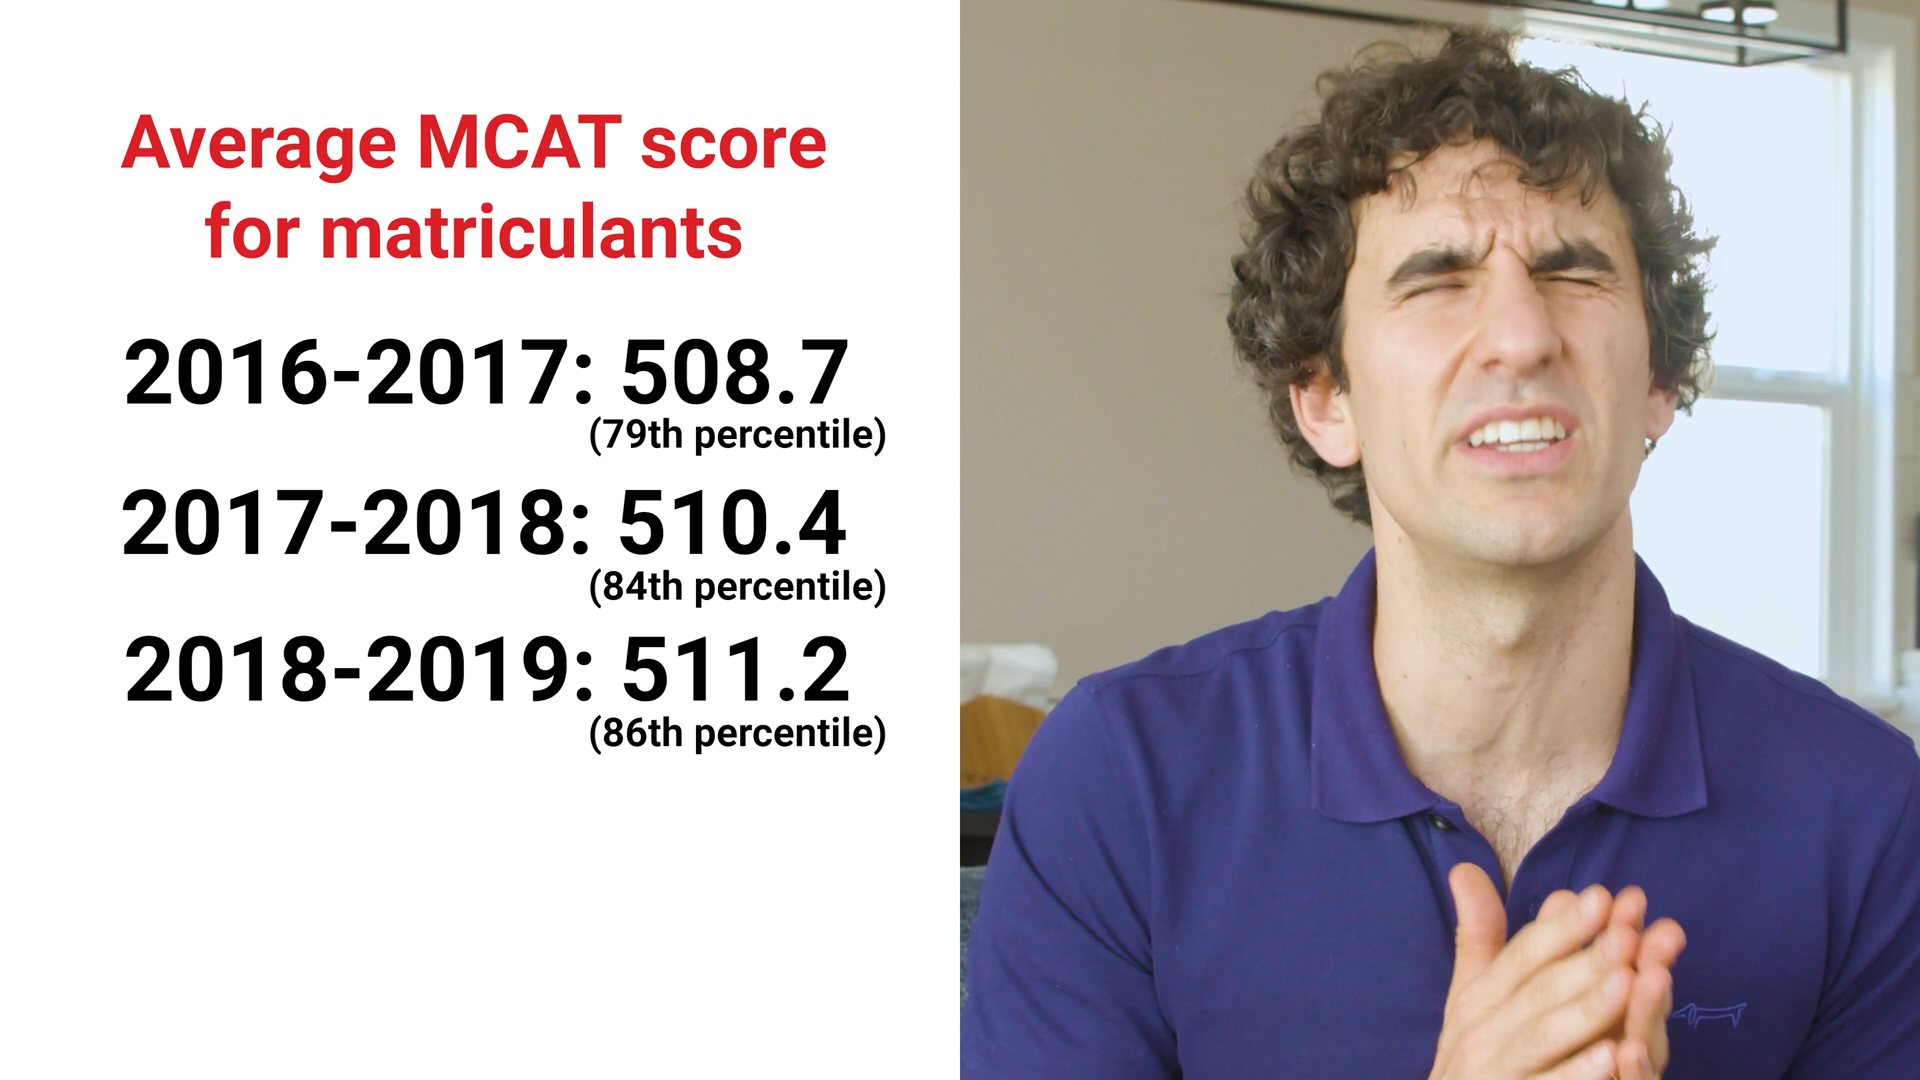 Average MCAT score
for matriculants
2016-2017: 508.7
(79th percentile)
2017-2018: 510.4
(84th percentile)
2018-2019: 511.2
(86th percentile)